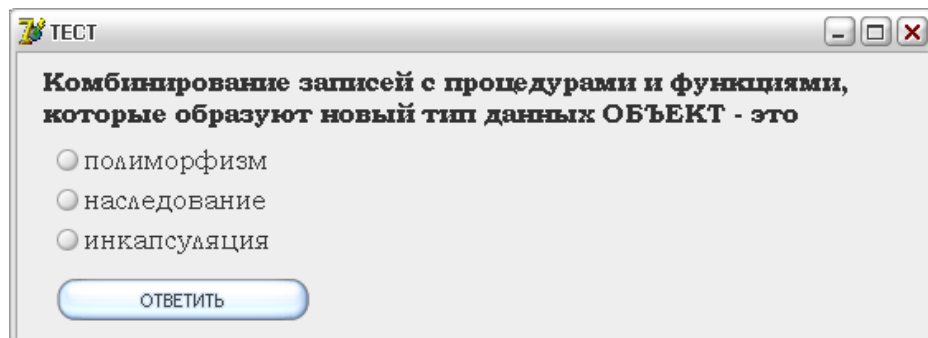 ТЕСТ
Комбинирование записей с процедурами и функциями,
которые образуют новый тип данных ОБЪЕКТ - это
полиморфизм
наследование
инкапсуляция
ОТВЕТИТЬ